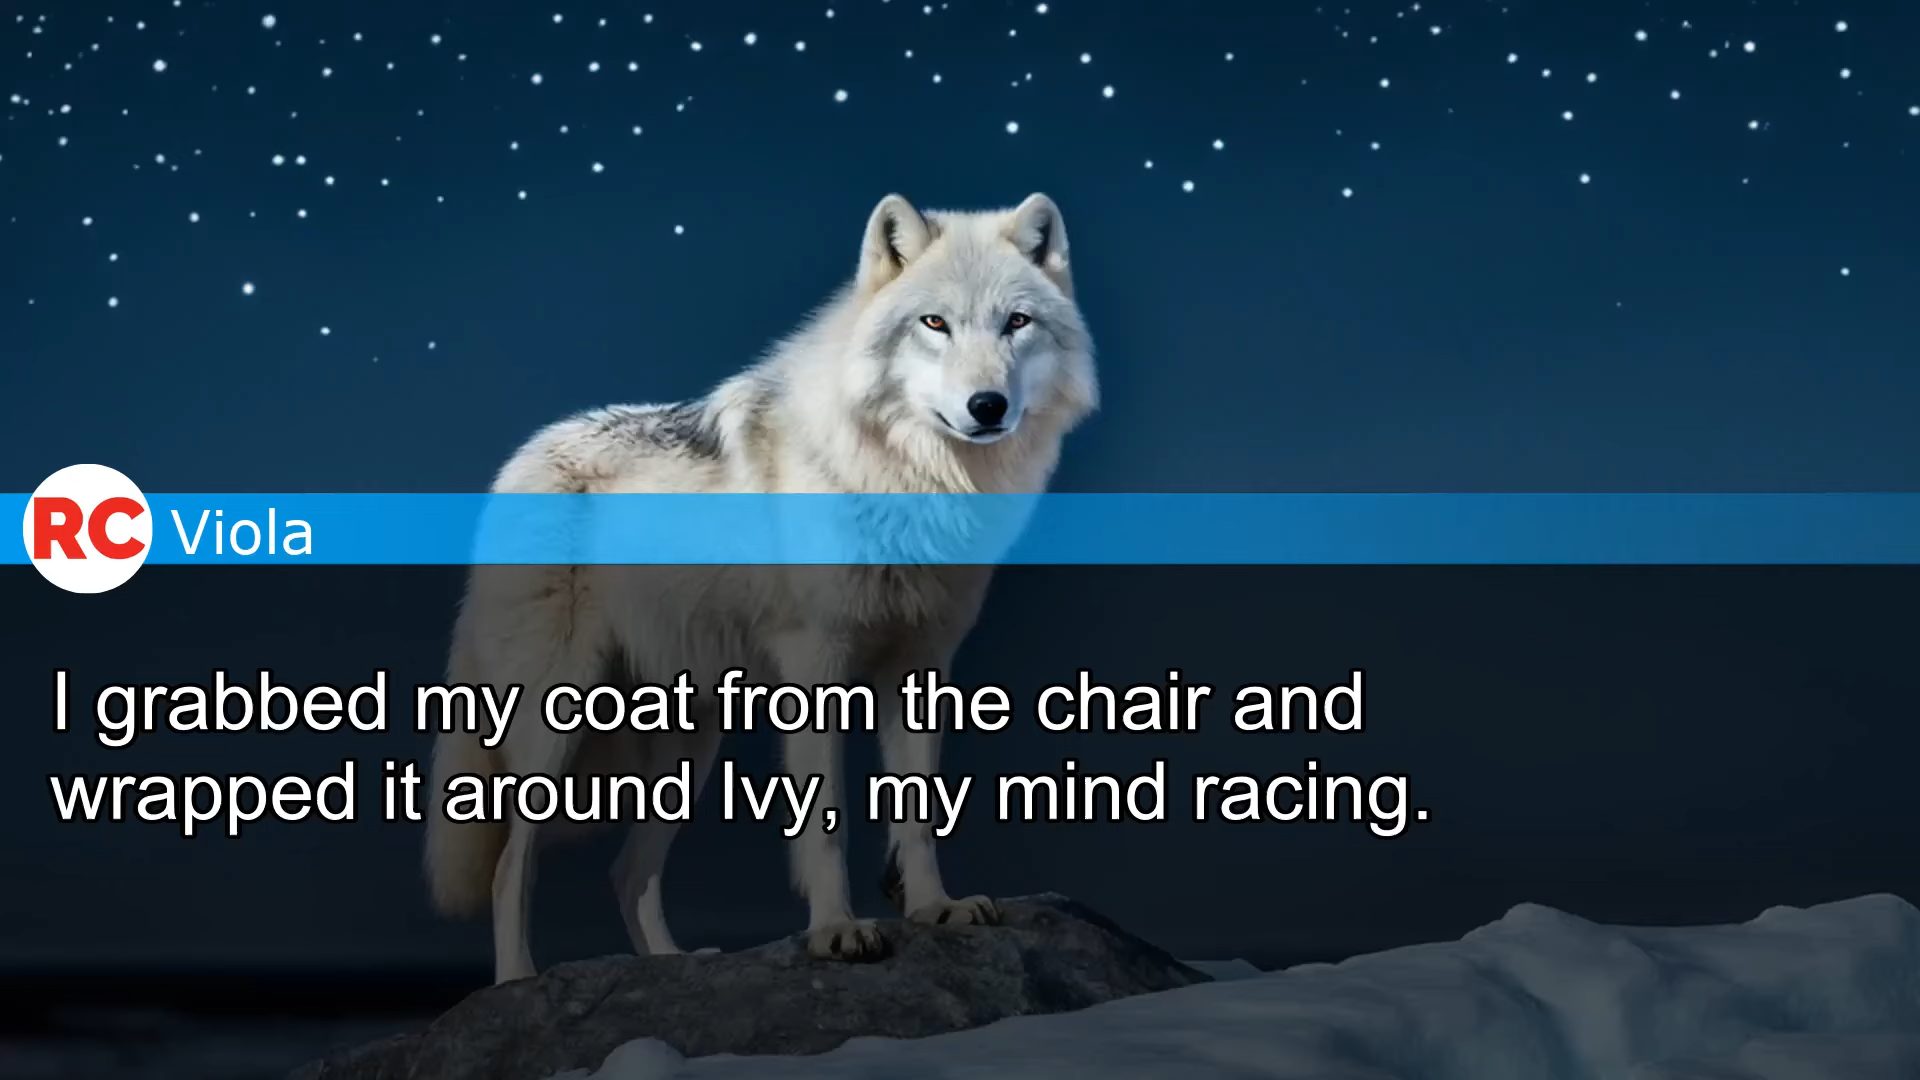 RC Viola
I grabbed my coat from the chair and
wrapped it around Ivy, my mind racing.